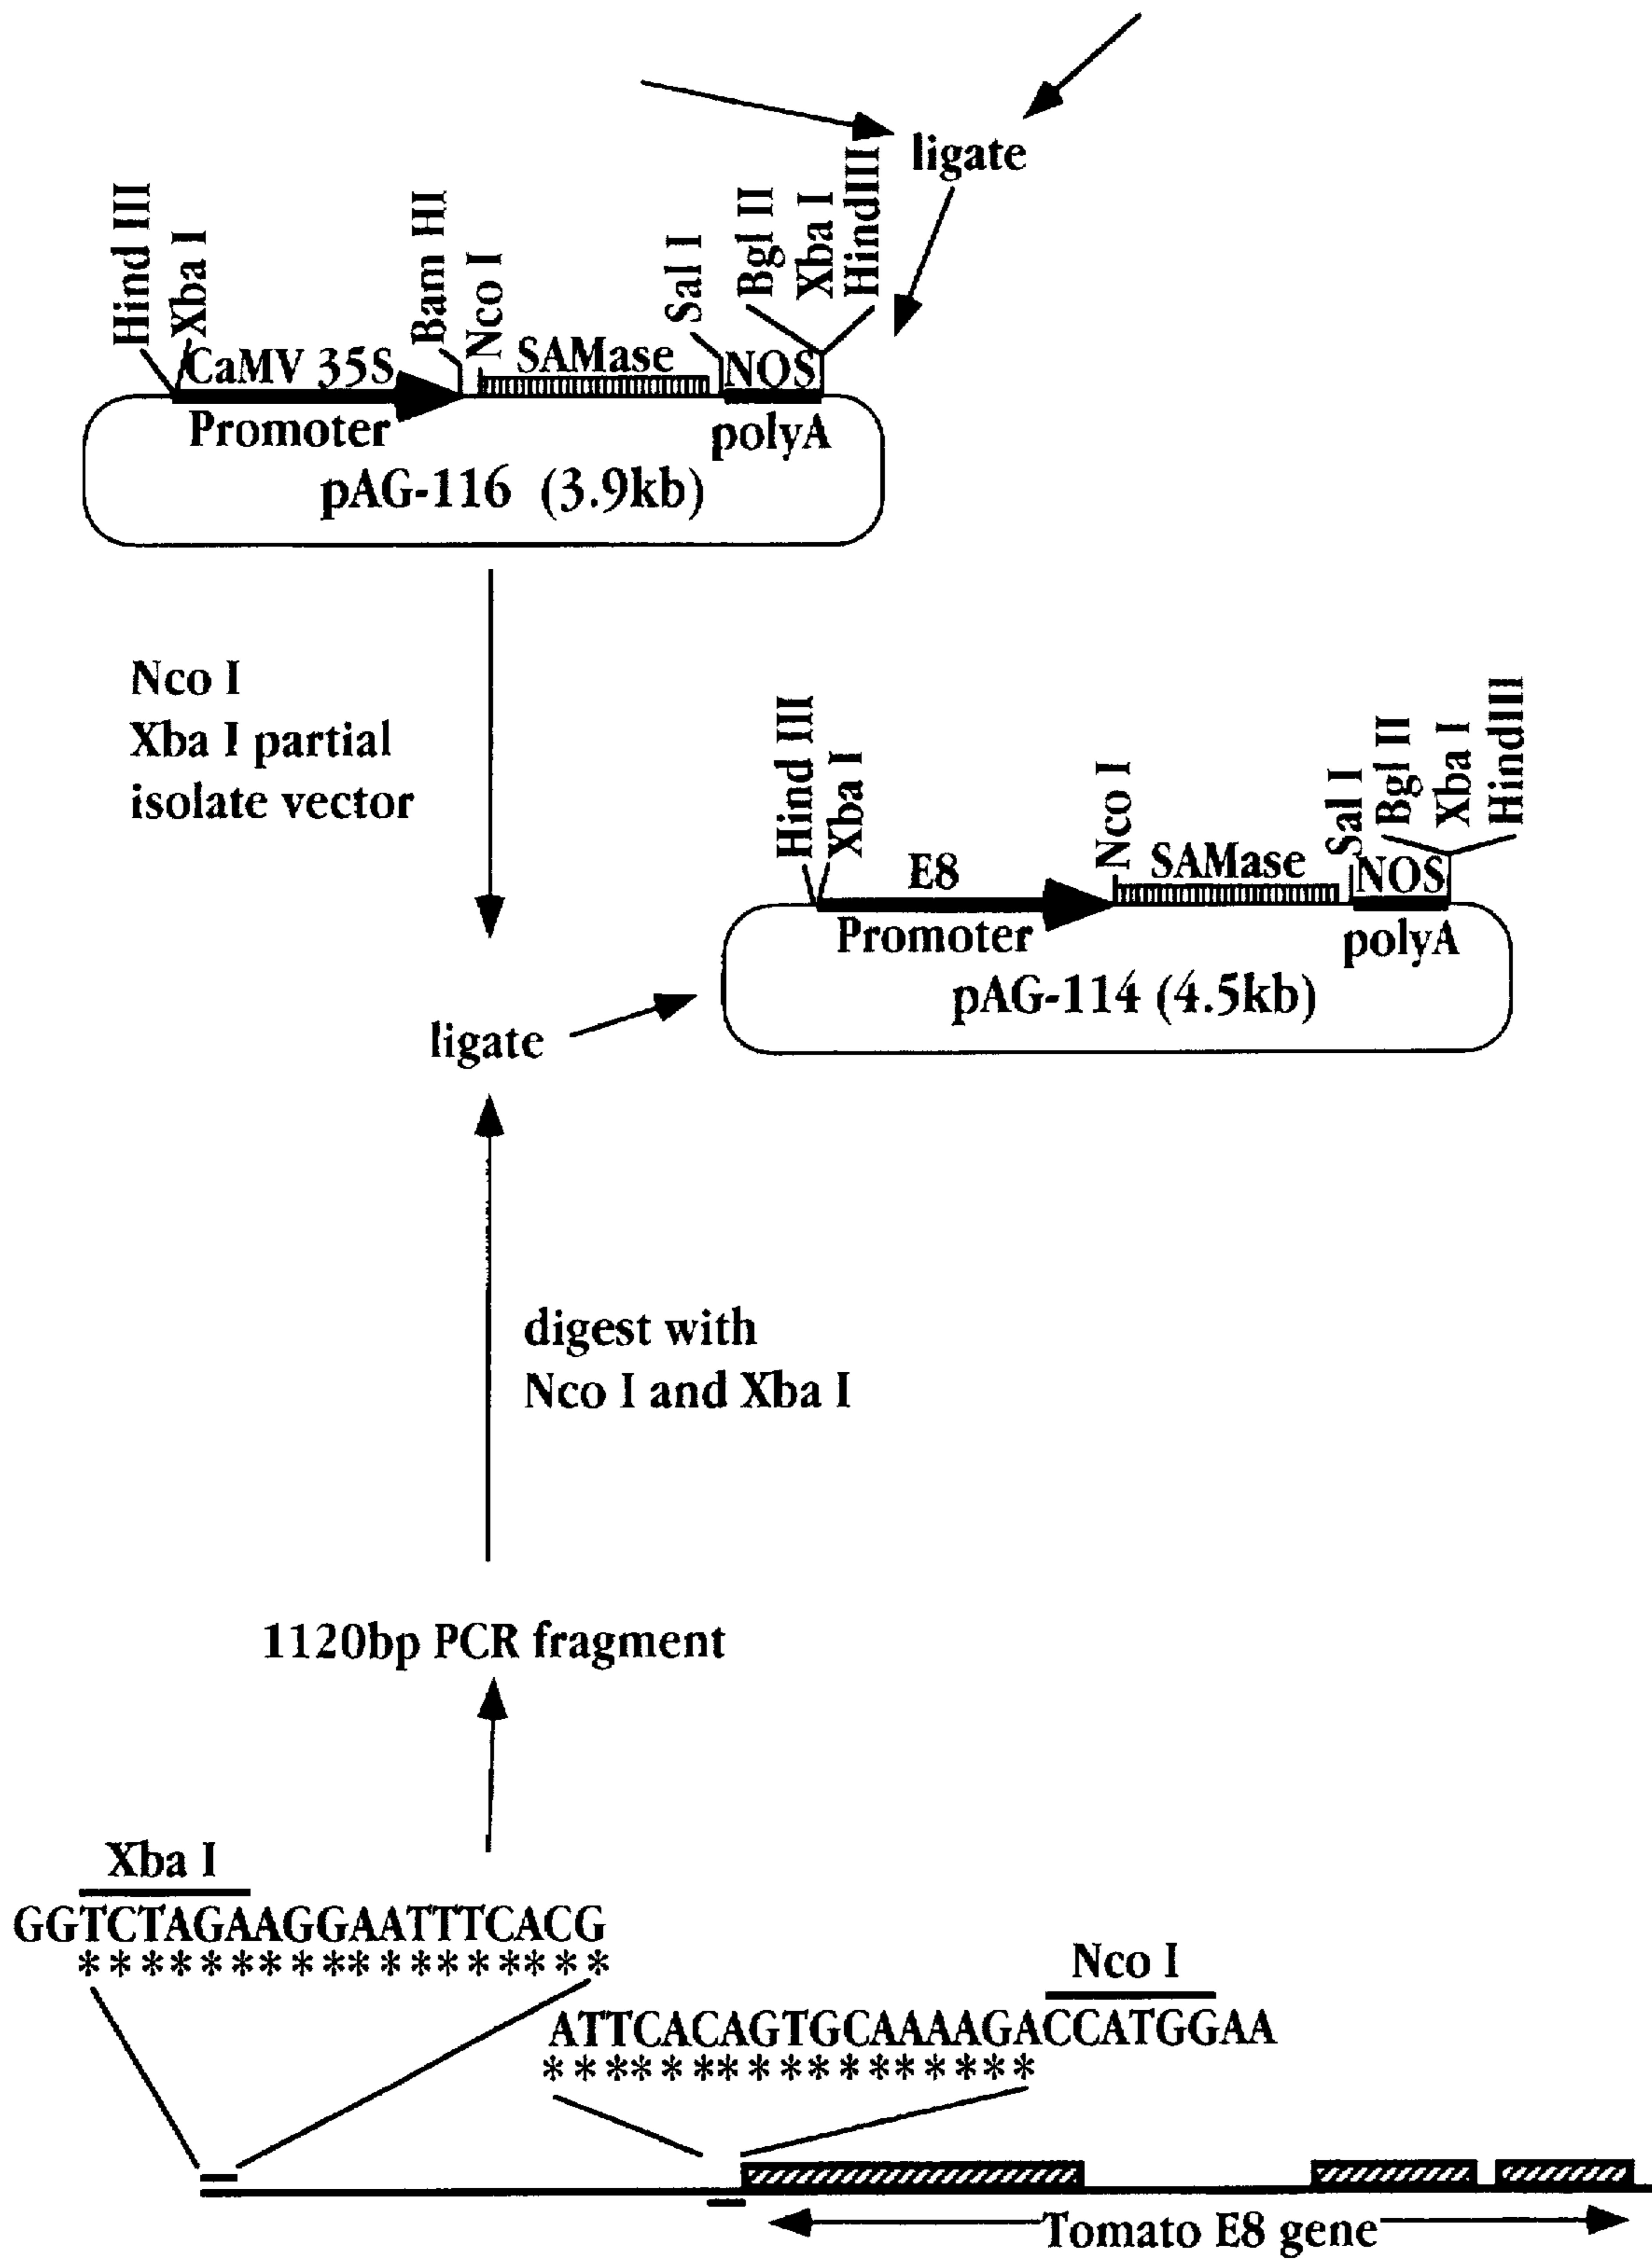 ligate
Hind III
Xba I
Bam HI
Nco I
Sal I
Bgl II
Xba I
HindIII
CaMV 35S
SAMase
NOS
Promoter
polyA
pAG-116 (3.9kb)
Nco I
Xba I partial
isolate vector
Hind III
Xba I
Nco I
Sal I
Bgl II
Xba I
HindIII
E8
SAMase
NOS
Promoter
polyA
pAG-114 (4.5kb)
ligate
digest with
Nco I and Xba I
1120bp PCR fragment
Xba I
GGTCTAGAAGGAATTTCACG
******************
Nco I
ATTCACAGTGCAAAAGACCATGGAA
*****************
Tomato E8 gene